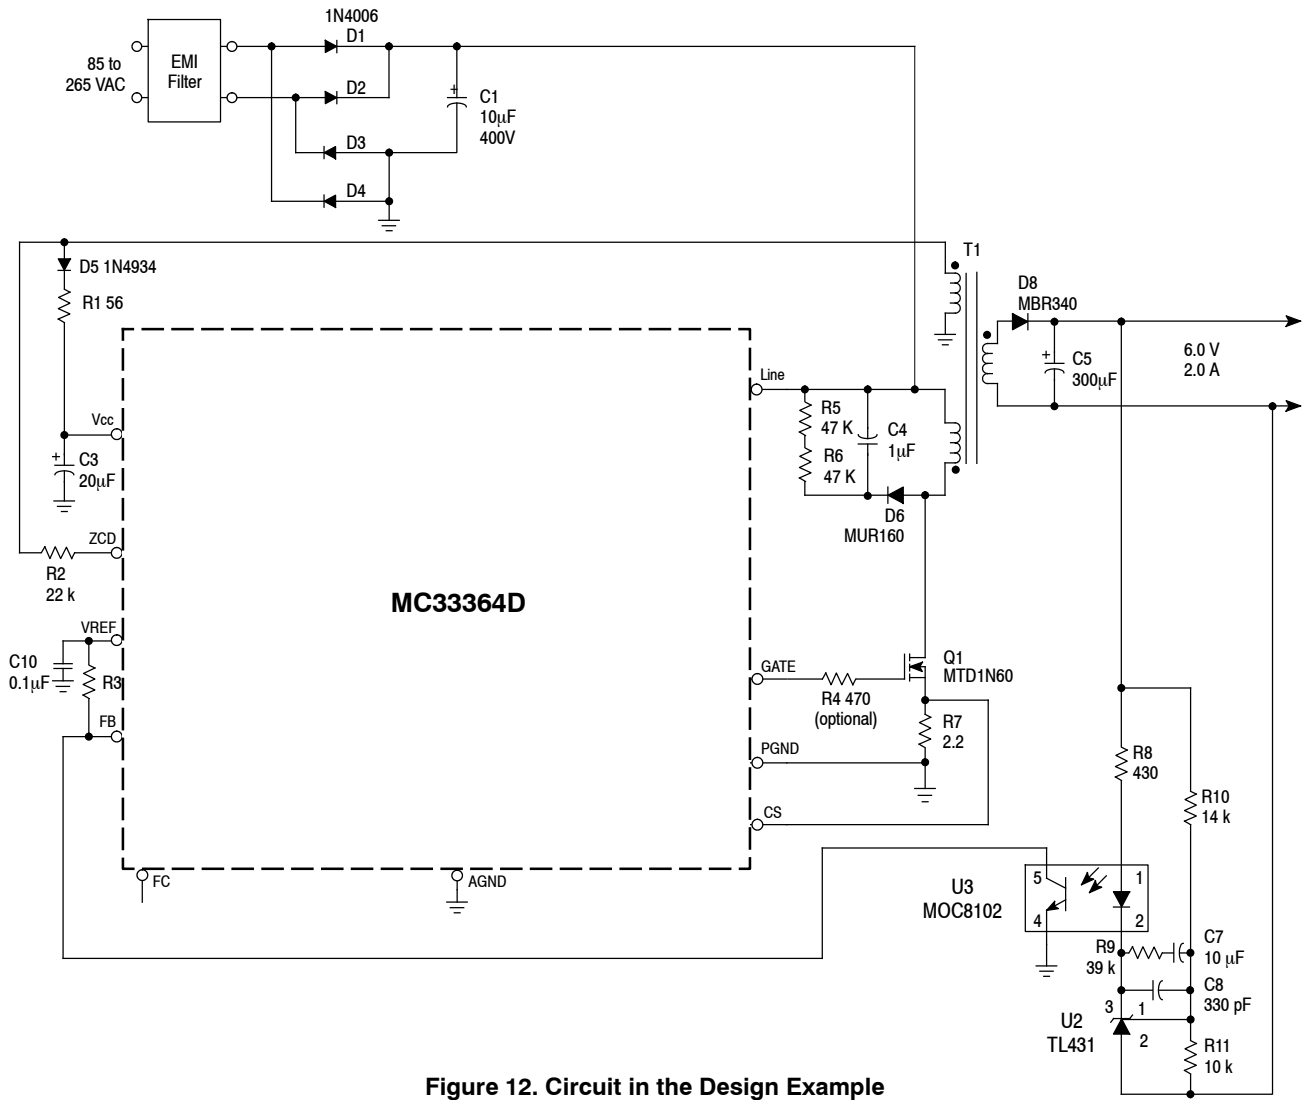 1N4006
D1
EMI
Filter
85 to
265 VAC
D2
C1
10µF
400V
+
D3
D4
T1
D5 1N4934
R1 56
D8
MBR340
6.0 V
2.0 A
+
C5
300µF
Line
R5
47 K
C4
1µF
R6
47 K
Vcc
+
C3
20µF
D6
MUR160
ZCD
R2
22 k
MC33364D
VREF
C10
0.1µF
R3
FB
GATE
R4 470
(optional)
Q1
MTD1N60
R7
2.2
PGND
CS
R8
430
R10
14 k
FC
AGND
U3
MOC8102
5
1
4
2
R9
39 k
C7
10 µF
C8
330 pF
3
1
2
U2
TL431
R11
10 k
Figure 12. Circuit in the Design Example